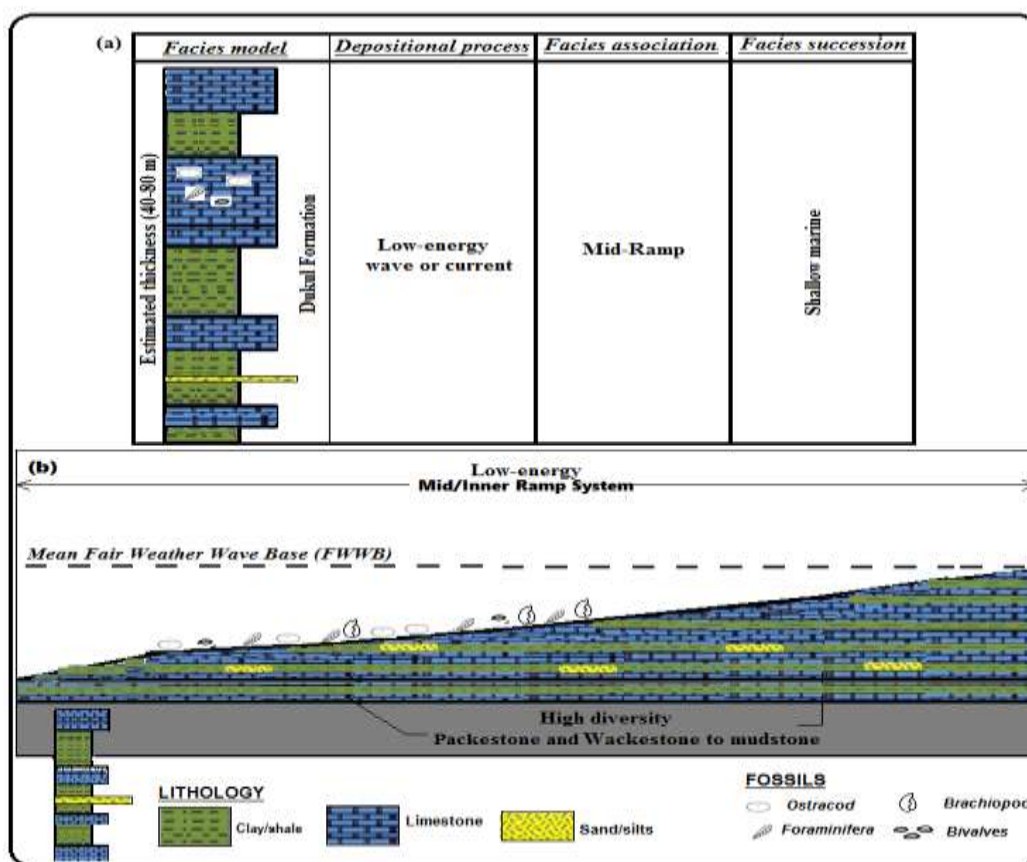 (a)
Facies model
Depositional process
Facies association
Facies succession
Estimated thickness (40-80 m)
Dukul Formation
Low-energy
wave or current
Mid-Ramp
Shallow marine
(b)
Low-energy
Mid/Inner Ramp System
Mean Fair Weather Wave Base (FWWB)
High diversity
Packestone and Wackestone to mudstone
LITHOLOGY
Clay/shale
Limestone
Sand/silts
FOSSILS
Ostracod
Brachiopod
Foraminifera
Bivalves